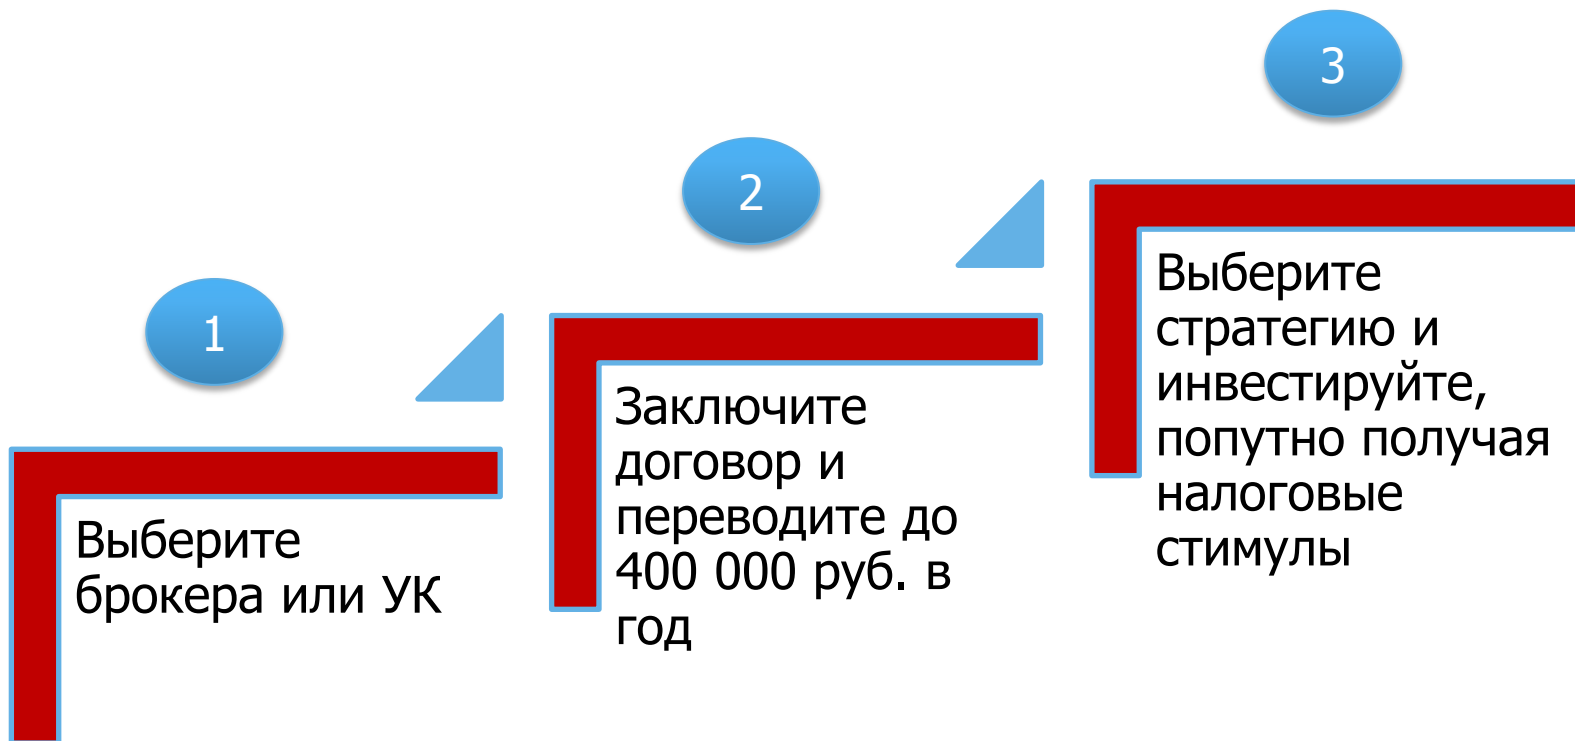 1
Выберите
брокера или УК
2
Заключите
договор и
переводите до
400 000 руб. в
год
3
Выберите
стратегию и
инвестируйте,
попутно получая
налоговые
стимулы